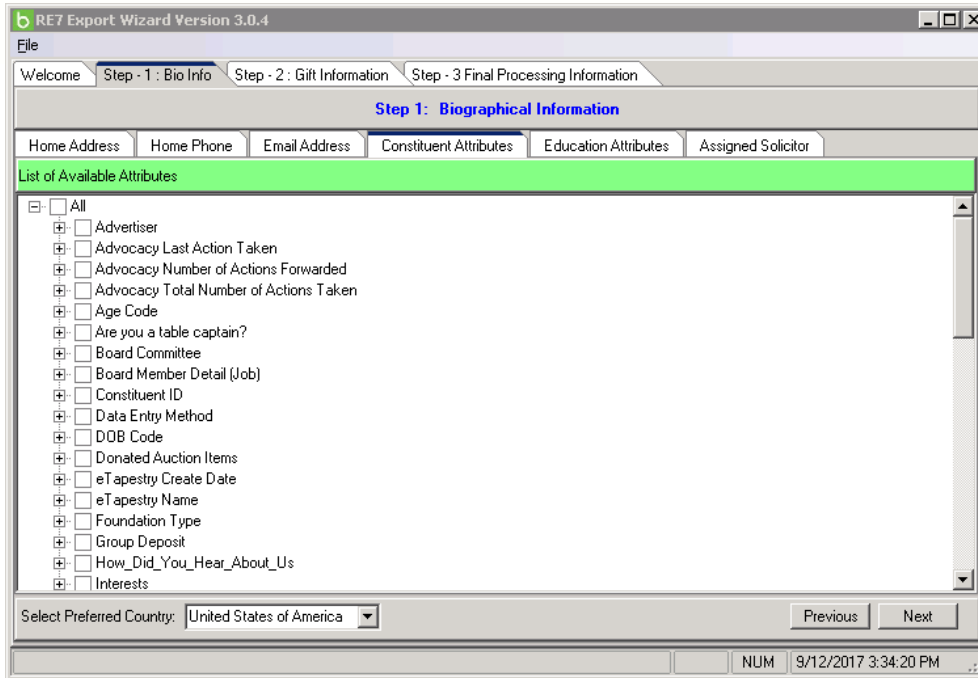 RE7 Export Wizard Version 3.0.4
File
Welcome Step - 1 : Bio Info Step - 2 : Gift Information Step - 3 Final Processing Information
Step 1: Biographical Information
Home Address Home Phone Email Address Constituent Attributes Education Attributes Assigned Solicitor
List of Available Attributes
All
Advertiser
Advocacy Last Action Taken
Advocacy Number of Actions Forwarded
Advocacy Total Number of Actions Taken
Age Code
Are you a table captain?
Board Committee
Board Member Detail (Job)
Constituent ID
Data Entry Method
DOB Code
Donated Auction Items
eTapestry Create Date
eTapestry Name
Foundation Type
Group Deposit
How_Did_You_Hear_About_Us
Interests
Select Preferred Country: United States of America Previous Next
NUM 9/12/2017 3:34:20 PM